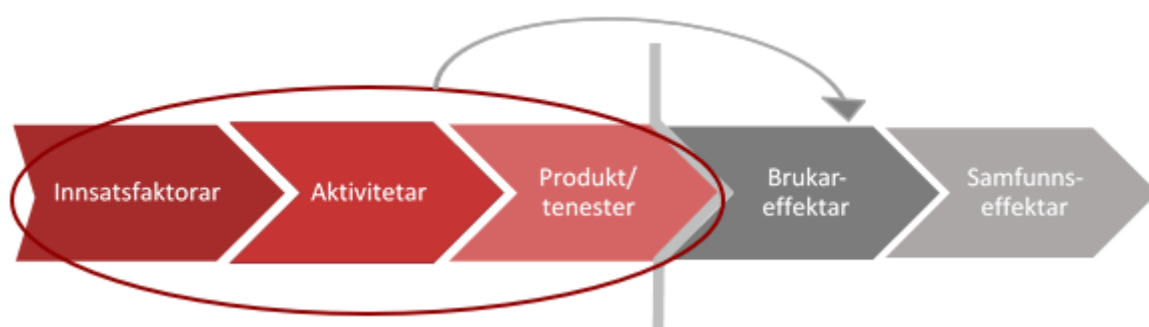 Innsatsfaktorar
Aktivitetar
Produkt/
tenester
Brukar-
effektar
Samfunns-
effektar